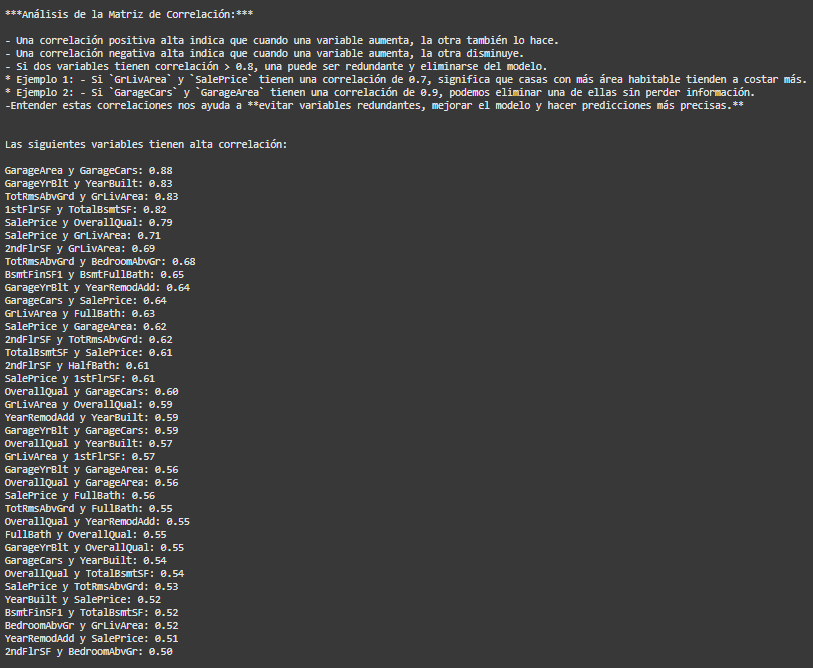 ***Análisis de la Matriz de Correlación:***
- Una correlación positiva alta indica que cuando una variable aumenta, la otra también lo hace.
- Una correlación negativa alta indica que cuando una variable aumenta, la otra disminuye.
- Si dos variables tienen correlación > 0.8, una puede ser redundante y eliminarse del modelo.
* Ejemplo 1: - Si `GrLivArea` y `SalePrice` tienen una correlación de 0.7, significa que casas con más área habitable tienden a costar más.
* Ejemplo 2: - Si `GarageCars` y `GarageArea` tienen una correlación de 0.9, podemos eliminar una de ellas sin perder información.
-Entender estas correlaciones nos ayuda a **evitar variables redundantes, mejorar el modelo y hacer predicciones más precisas.**
Las siguientes variables tienen alta correlación:
GarageArea y GarageCars: 0.88
GarageYrBlt y YearBuilt: 0.83
TotRmsAbvGrd y GrLivArea: 0.83
1stFlrSF y TotalBsmtSF: 0.82
SalePrice y OverallQual: 0.79
SalePrice y GrLivArea: 0.71
2ndFlrSF y GrLivArea: 0.69
TotRmsAbvGrd y BedroomAbvGr: 0.68
BsmtFinSF1 y BsmtFullBath: 0.65
GarageYrBlt y YearRemodAdd: 0.64
GarageCars y SalePrice: 0.64
GrLivArea y FullBath: 0.63
SalePrice y GarageArea: 0.62
2ndFlrSF y TotRmsAbvGrd: 0.62
TotalBsmtSF y SalePrice: 0.61
2ndFlrSF y HalfBath: 0.61
SalePrice y 1stFlrSF: 0.61
OverallQual y GarageCars: 0.60
GrLivArea y OverallQual: 0.59
YearRemodAdd y YearBuilt: 0.59
GarageYrBlt y GarageCars: 0.59
OverallQual y YearBuilt: 0.57
GrLivArea y 1stFlrSF: 0.57
GarageYrBlt y GarageArea: 0.56
OverallQual y GarageArea: 0.56
SalePrice y FullBath: 0.56
TotRmsAbvGrd y FullBath: 0.55
OverallQual y YearRemodAdd: 0.55
FullBath y OverallQual: 0.55
GarageYrBlt y OverallQual: 0.55
GarageCars y YearBuilt: 0.54
OverallQual y TotalBsmtSF: 0.54
SalePrice y TotRmsAbvGrd: 0.53
YearBuilt y SalePrice: 0.52
BsmtFinSF1 y TotalBsmtSF: 0.52
BedroomAbvGr y GrLivArea: 0.52
YearRemodAdd y SalePrice: 0.51
2ndFlrSF y BedroomAbvGr: 0.50